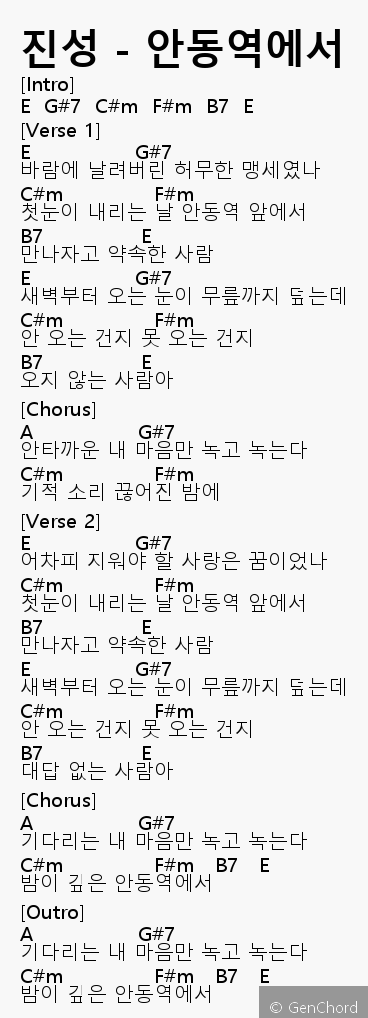 진성 - 안동역에서
[Intro]
E G#7 C#m F#m B7 E
[Verse 1]
E G#7
바람에 날려버린 허무한 맹세였나
C#m F#m
첫눈이 내리는 날 안동역 앞에서
B7 E
만나자고 약속한 사람
E G#7
새벽부터 오는 눈이 무릎까지 덮는데
C#m F#m
안 오는 건지 못 오는 건지
B7 E
오지 않는 사람아
[Chorus]
A G#7
안타까운 내 마음만 녹고 녹는다
C#m F#m
기적 소리 끊어진 밤에
[Verse 2]
E G#7
어차피 지워야 할 사랑은 꿈이었나
C#m F#m
첫눈이 내리는 날 안동역 앞에서
B7 E
만나자고 약속한 사람
E G#7
새벽부터 오는 눈이 무릎까지 덮는데
C#m F#m
안 오는 건지 못 오는 건지
B7 E
대답 없는 사람아
[Chorus]
A G#7
기다리는 내 마음만 녹고 녹는다
C#m F#m B7 E
밤이 깊은 안동역에서
[Outro]
A G#7
기다리는 내 마음만 녹고 녹는다
C#m F#m B7 E
밤이 깊은 안동역에서
© GenChord